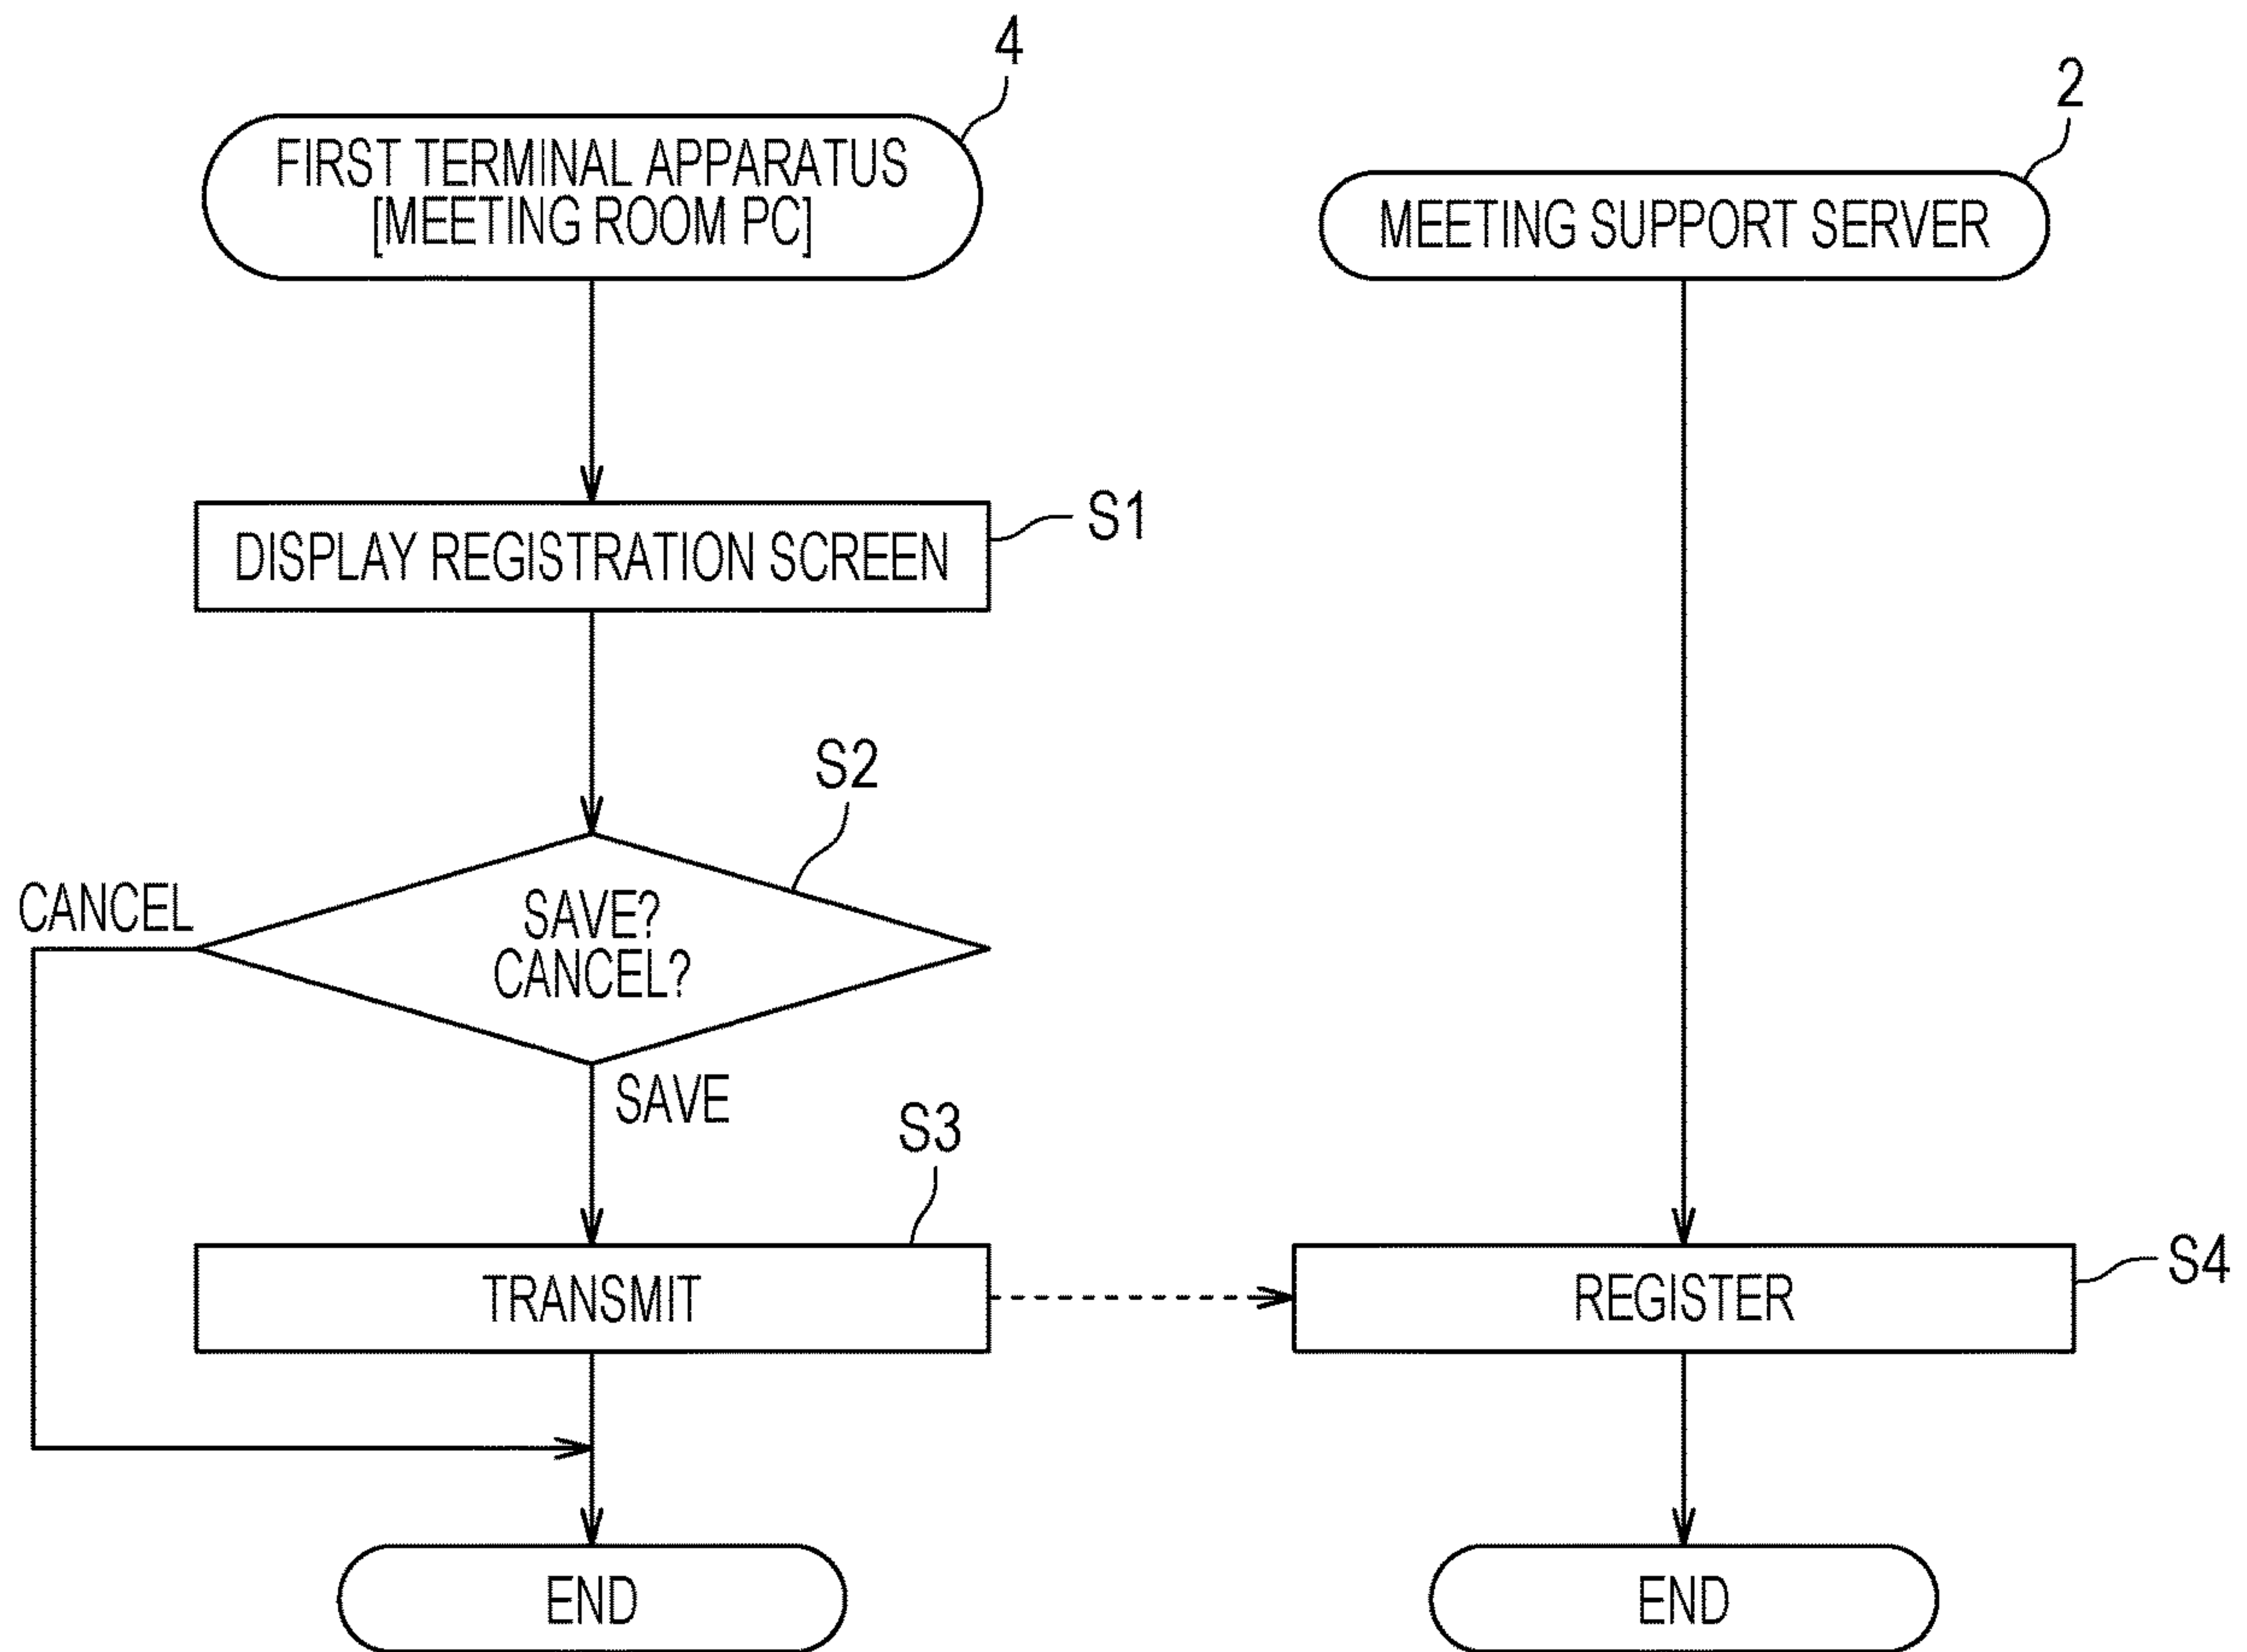 4
FIRST TERMINAL APPARATUS
[MEETING ROOM PC]
2
MEETING SUPPORT SERVER
S1
DISPLAY REGISTRATION SCREEN
S2
CANCEL
SAVE?
CANCEL?
SAVE
S3
TRANSMIT
S4
REGISTER
END
END